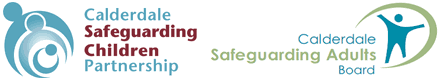 Calderdale
Safeguarding
Children
Partnership
Calderdale
Safeguarding Adults
Board